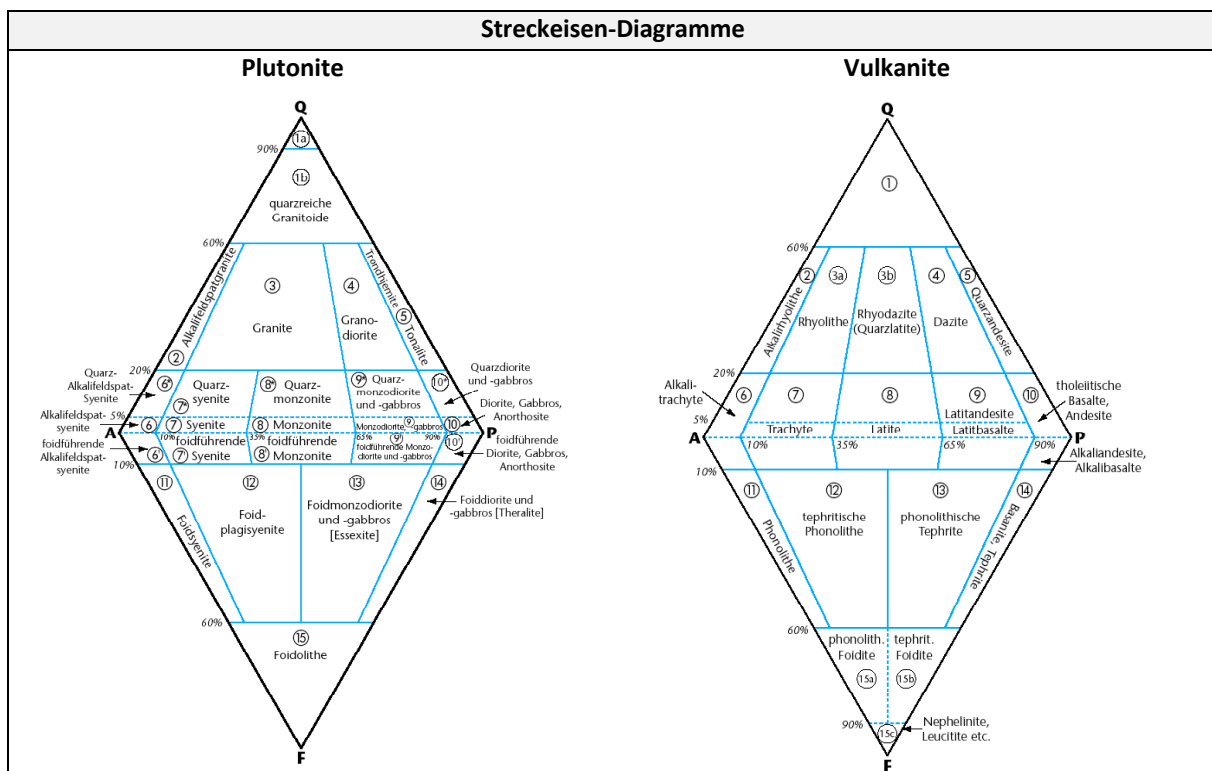 Streckeisen-Diagramme
Plutonite
Q
1a
90%
1b
quarzreiche
Granitoide
60%
Alkalifeldspatgranite
2
3
Granite
4
Grano-
diorite
Trondhjemite
5
Tonalite
20%
Quarz-
Alkalifeldspat-
Syenite
6*
Quarz-
syenite
7*
8*
Quarz-
monzonite
9*
Quarz-
monzodiorite
und -gabbros
10*
Quarzdiorite
und -gabbros
5%
Alkalifeldspat-
syenite
6
7 Syenite
8 Monzonite
9
Monzodiorite, -gabbros
10
Diorite, Gabbros,
Anorthosite
A
10%
35%
65%
90%
P
foidführende
Alkalifeldspat-
syenite
6'
foidführende
7' Syenite
foidführende
8' Monzonite
9'
foidführende Monzo-
diorite und -gabbros
10'
foidführende
Diorite, Gabbros,
Anorthosite
10%
11
Foidsyenite
12
Foid-
plagisyenite
13
Foidmonzodiorite
und -gabbros
[Essexite]
14
Foiddiorite und
-gabbros [Theralite]
60%
15
Foidolithe
F
Vulkanite
Q
1
60%
Alkalirhyolithe
2
3a
Rhyolithe
3b
Rhyodazite
(Quarzlatite)
4
Dazite
5
Quarzandesite
20%
Alkali-
trachyte
6
7
Trachyte
8
Latite
9
Latitandesite
Latitbasalte
10
tholeiitische
Basalte,
Andesite
5%
A
10%
35%
65%
90%
P
Alkaliandesite,
Alkalibasalte
10%
11
Phonolithe
12
tephritische
Phonolithe
13
phonolithische
Tephrite
14
Basanite, Tephrite
60%
phonolith.
Foidite
15a
tephrit.
Foidite
15b
90%
15c
Nephelinite,
Leucitite etc.
F